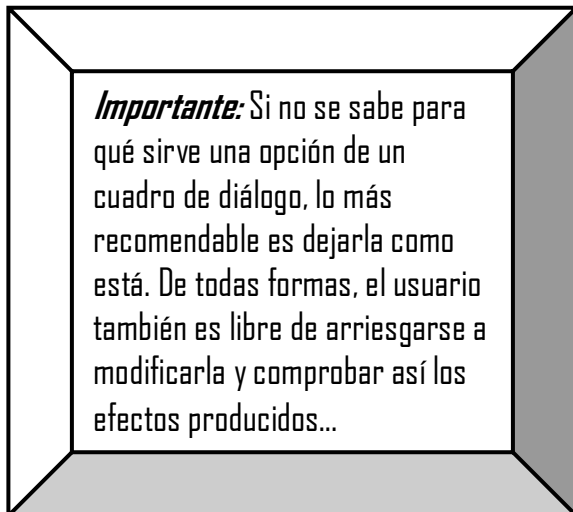 Importante: Si no se sabe para
qué sirve una opción de un
cuadro de diálogo, lo más
recomendable es dejarla como
está. De todas formas, el usuario
también es libre de arriesgarse a
modificarla y comprobar así los
efectos producidos...